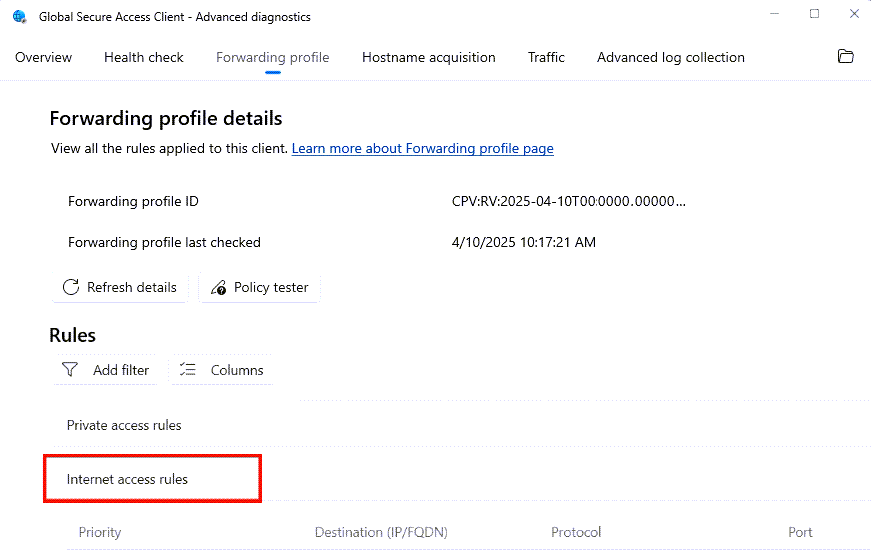 Global Secure Access Client - Advanced diagnostics
Overview Health check Forwarding profile Hostname acquisition Traffic Advanced log collection
Forwarding profile details
View all the rules applied to this client. Learn more about Forwarding profile page
Forwarding profile ID CPV:RV:2025-04-10T00:0000.00000...
Forwarding profile last checked 4/10/2025 10:17:21 AM
Refresh details Policy tester
Rules
Add filter Columns
Private access rules
Internet access rules
Priority Destination (IP/FQDN) Protocol Port